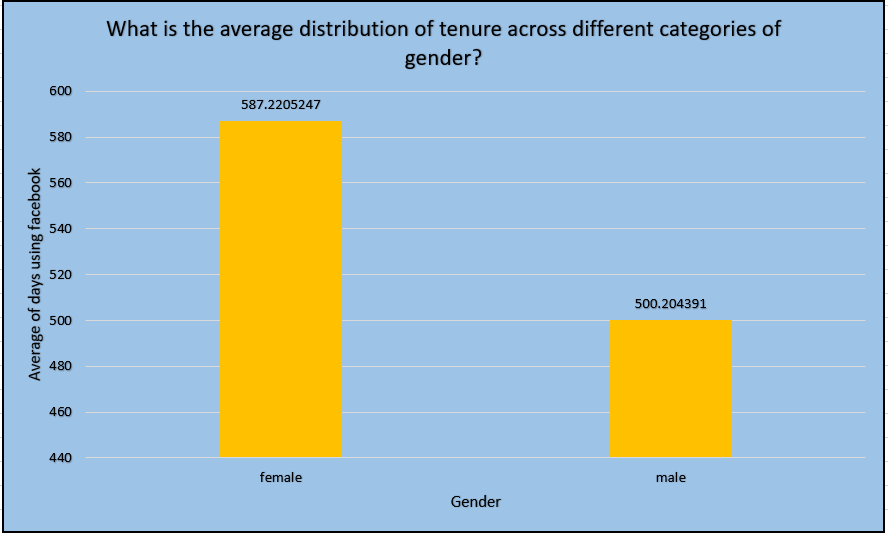 What is the average distribution of tenure across different categories of
gender?
600
580
560
540
520
500
480
460
440
Average of days using facebook
587.2205247
500.204391
female
male
Gender